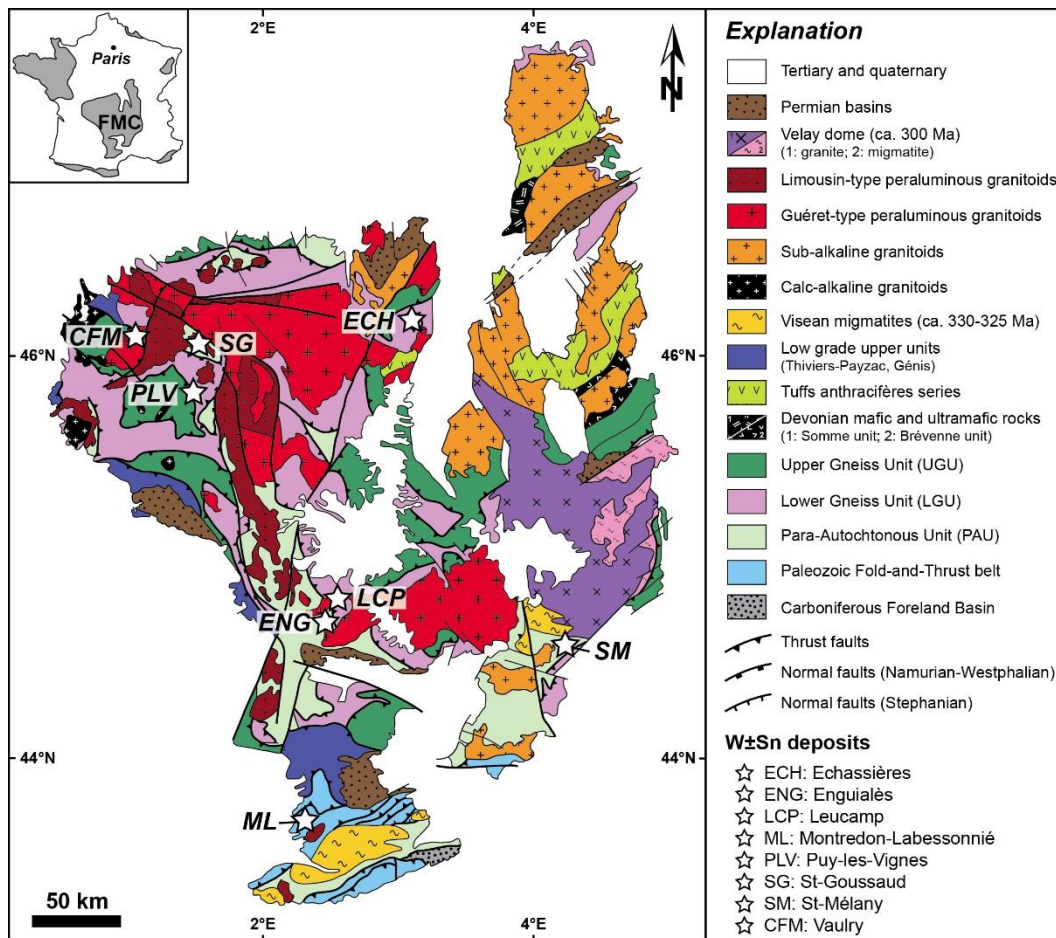 Paris
FMC
2°E
4°E
N
CFM
SG
ECH
46°N
46°N
PLV
LCP
ENG
SM
44°N
44°N
ML
50 km
2°E
4°E
Explanation
Tertiary and quaternary
Permian basins
1
2
Velay dome (ca. 300 Ma)
(1: granite; 2: migmatite)
Limousin-type peraluminous granitoids
Guéret-type peraluminous granitoids
Sub-alkaline granitoids
Calc-alkaline granitoids
Visean migmatites (ca. 330-325 Ma)
Low grade upper units
(Thiviers-Payzac, Génis)
Tuffs anthracifères series
1
2
Devonian mafic and ultramafic rocks
(1: Somme unit; 2: Brévenne unit)
Upper Gneiss Unit (UGU)
Lower Gneiss Unit (LGU)
Para-Autochtonous Unit (PAU)
Paleozoic Fold-and-Thrust belt
Carboniferous Foreland Basin
Thrust faults
Normal faults (Namurian-Westphalian)
Normal faults (Stephanian)
W±Sn deposits
ECH: Echassières
ENG: Enguialès
LCP: Leucamp
ML: Montredon-Labessonnié
PLV: Puy-les-Vignes
SG: St-Goussaud
SM: St-Mélany
CFM: Vaulry